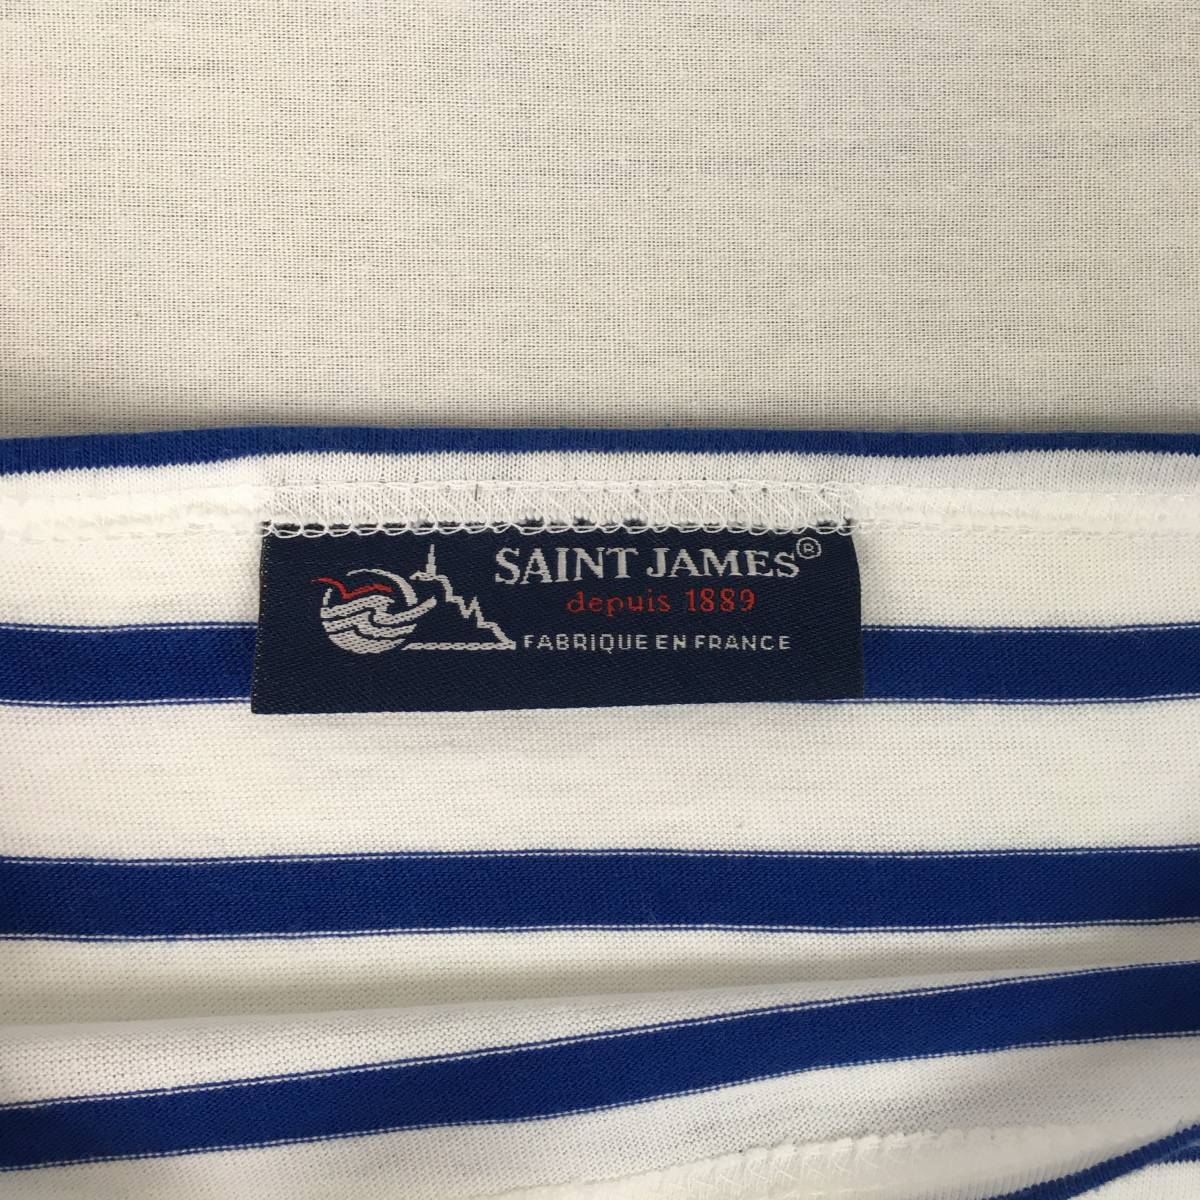 SAINT JAMES®
depuis 1889
FABRIQUE EN FRANCE